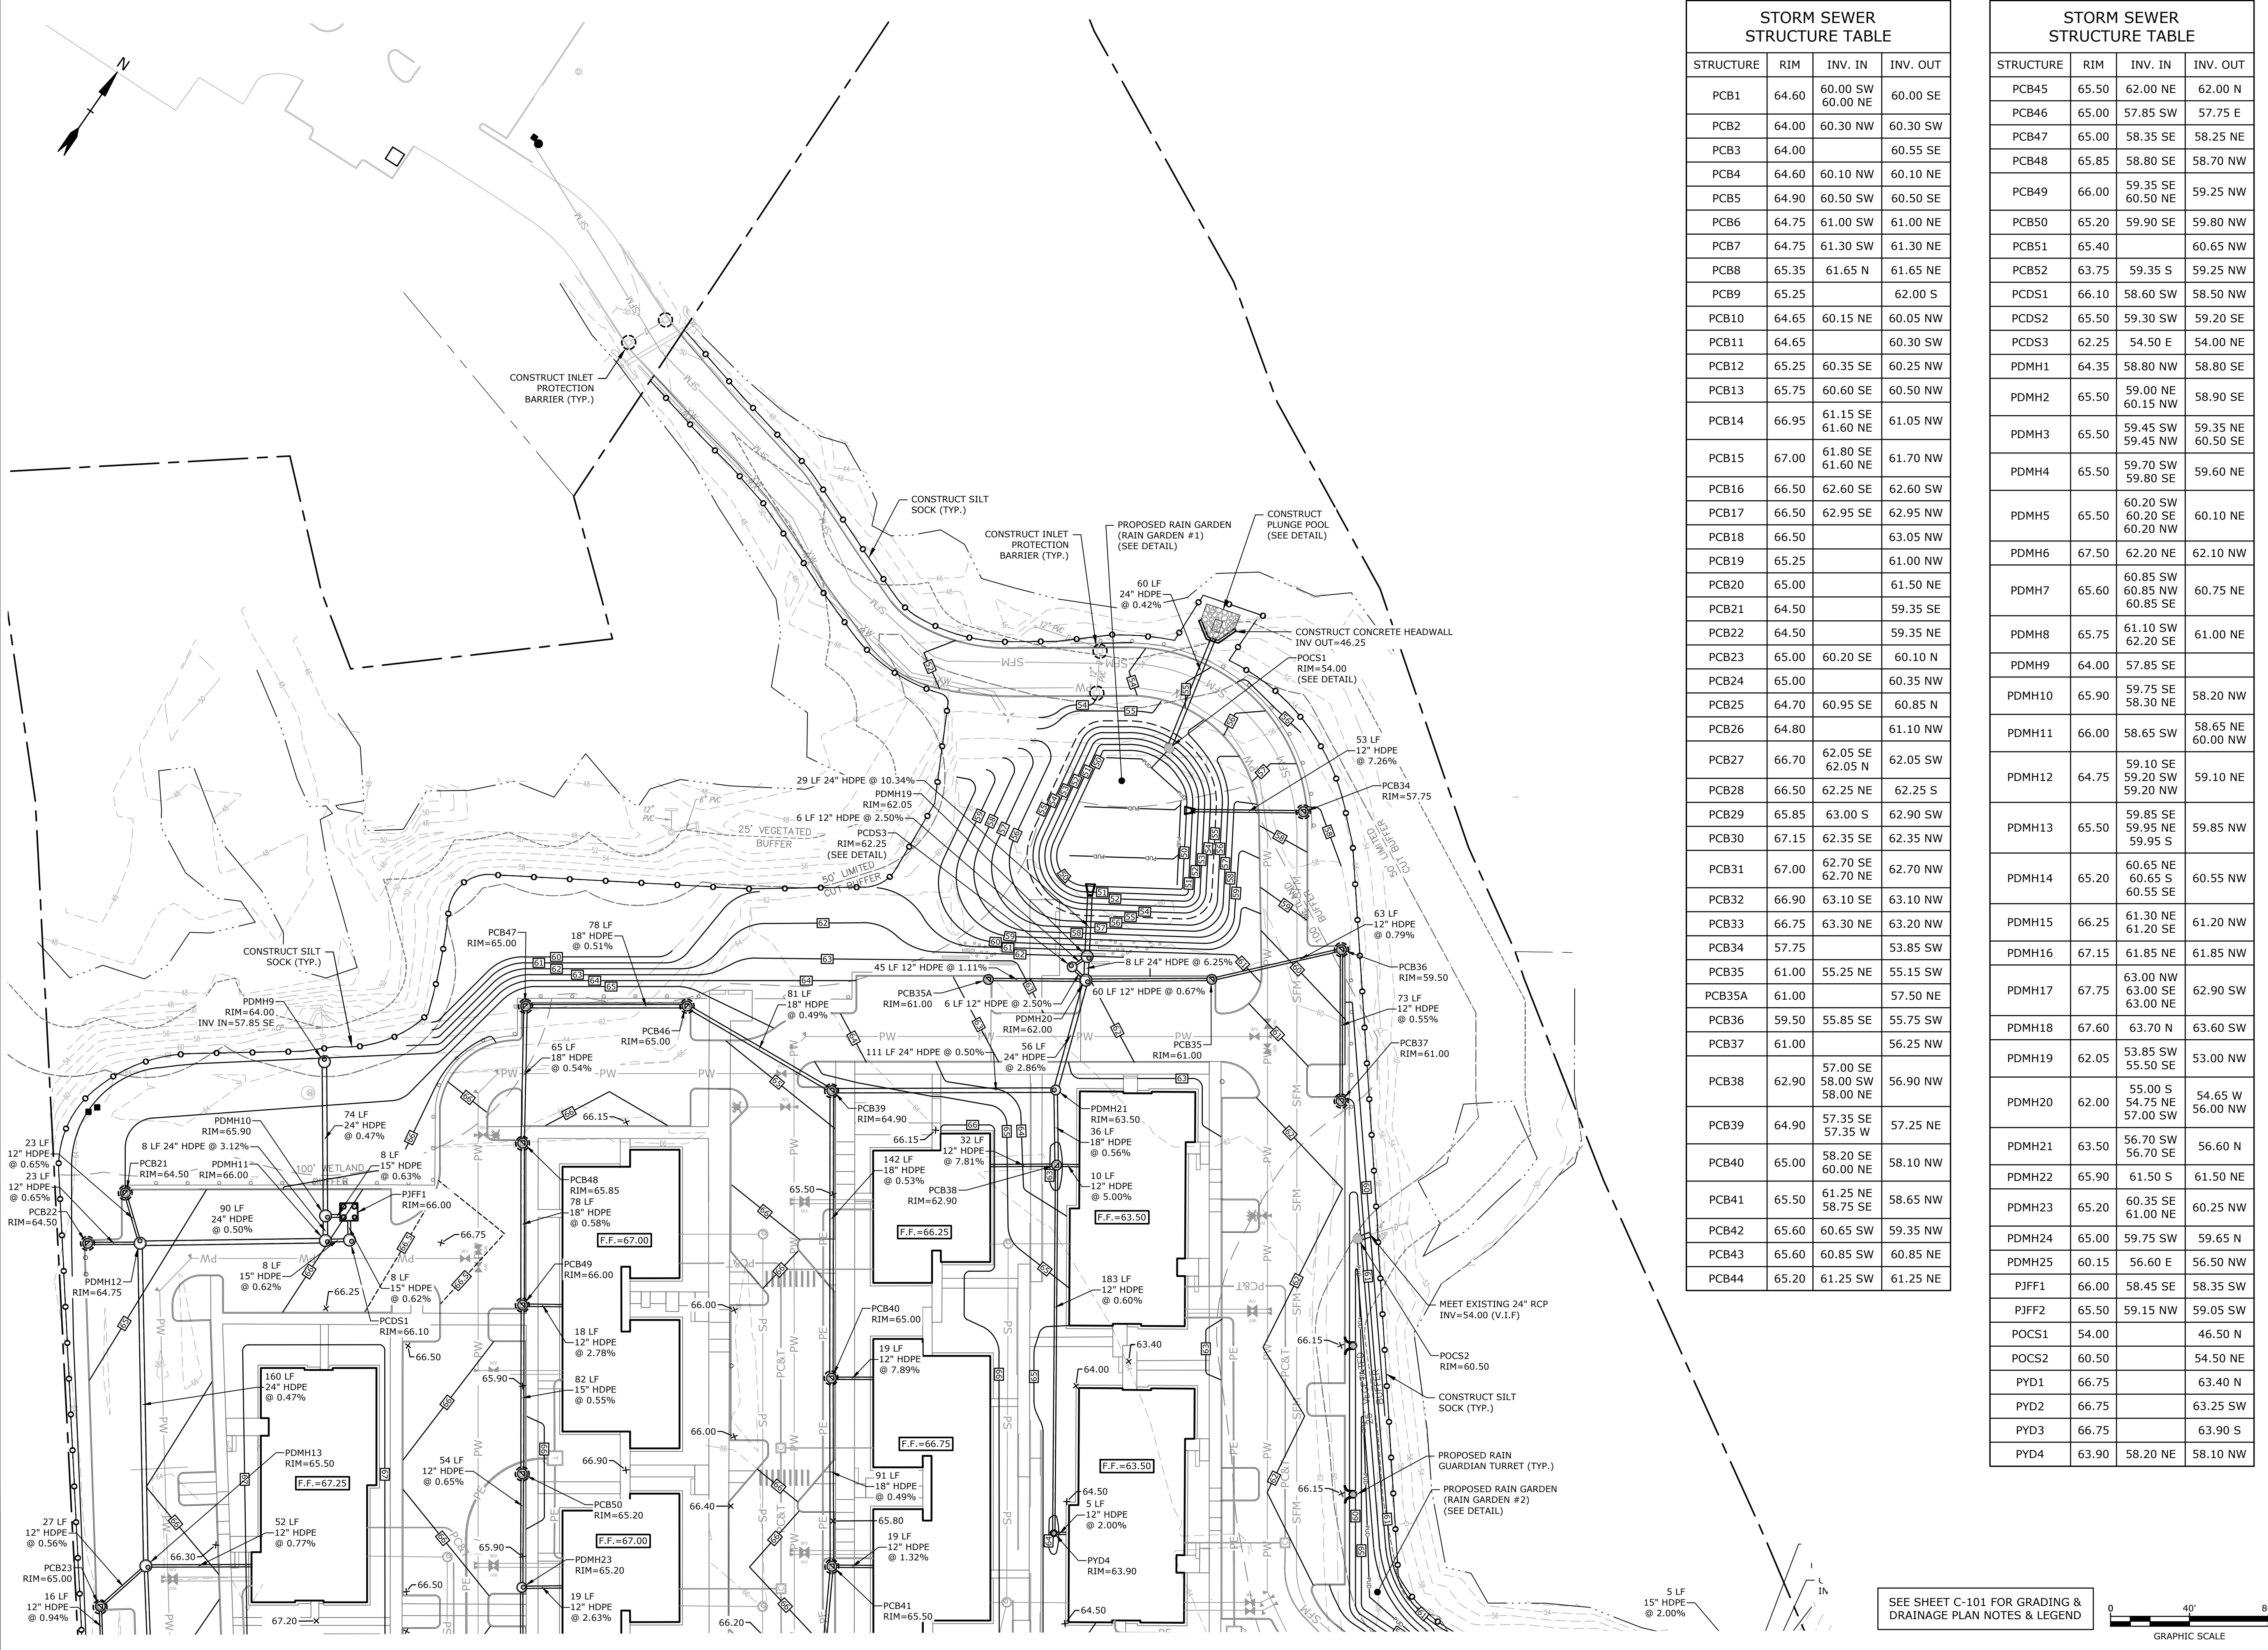 N
SFM
SFM
CONSTRUCT INLET
PROTECTION
BARRIER (TYP.)
CONSTRUCT SILT
SOCK (TYP.)
CONSTRUCT INLET
PROTECTION
BARRIER (TYP.)
PROPOSED RAIN GARDEN
(RAIN GARDEN #1)
(SEE DETAIL)
CONSTRUCT
PLUNGE POOL
(SEE DETAIL)
60 LF
24" HDPE
@ 0.42%
CONSTRUCT CONCRETE HEADWALL
INV OUT=46.25
POCS1
RIM=54.00
(SEE DETAIL)
53 LF
12" HDPE
@ 7.26%
PCB34
RIM=57.75
29 LF 24" HDPE @ 10.34%
PDMH19
RIM=62.05
6 LF 12" HDPE @ 2.50%
PCDS3
RIM=62.25
(SEE DETAIL)
25' VEGETATED
BUFFER
50' LIMITED
CUT BUFFER
63 LF
12" HDPE
@ 0.79%
PCB36
RIM=59.50
CONSTRUCT SILT
SOCK (TYP.)
PCB47
RIM=65.00
78 LF
18" HDPE
@ 0.51%
45 LF 12" HDPE @ 1.11%
8 LF 24" HDPE @ 6.25%
PCB35A
RIM=61.00
6 LF 12" HDPE @ 2.50%
60 LF 12" HDPE @ 0.67%
PDMH20
RIM=62.00
73 LF
12" HDPE
@ 0.55%
PDMH9
RIM=64.00
INV IN=57.85 SE
81 LF
18" HDPE
@ 0.49%
PCB46
RIM=65.00
65 LF
18" HDPE
@ 0.54%
111 LF 24" HDPE @ 0.50%
56 LF
24" HDPE
@ 2.86%
PCB35
RIM=61.00
PCB37
RIM=61.00
74 LF
24" HDPE
@ 0.47%
PDMH10
RIM=65.90
8 LF 24" HDPE @ 3.12%
PCB21
RIM=64.50
PDMH11
RIM=66.00
8 LF
15" HDPE
@ 0.63%
100' WETLAND
BUFFER
PJFF1
RIM=66.00
23 LF
12" HDPE
@ 0.65%
23 LF
12" HDPE
@ 0.65%
PCB22
RIM=64.50
90 LF
24" HDPE
@ 0.50%
PDMH12
RIM=64.75
8 LF
15" HDPE
@ 0.62%
8 LF
15" HDPE
@ 0.62%
66.25
PCDS1
RIM=66.10
66.75
66.50
66.15
PCB48
RIM=65.85
78 LF
18" HDPE
@ 0.58%
F.F.=67.00
PCB49
RIM=66.00
18 LF
12" HDPE
@ 2.78%
PCB39
RIM=64.90
66.15
32 LF
12" HDPE
@ 7.81%
142 LF
18" HDPE
@ 0.53%
65.50
PCB38
RIM=62.90
F.F.=66.25
PDMH21
RIM=63.50
36 LF
18" HDPE
@ 0.56%
10 LF
12" HDPE
@ 5.00%
F.F.=63.50
183 LF
12" HDPE
@ 0.60%
66.00
PCB40
RIM=65.00
19 LF
12" HDPE
@ 7.89%
63.40
64.00
MEET EXISTING 24" RCP
INV=54.00 (V.I.F)
66.15
POCS2
RIM=60.50
CONSTRUCT SILT
SOCK (TYP.)
160 LF
24" HDPE
@ 0.47%
65.90
82 LF
15" HDPE
@ 0.55%
66.00
F.F.=66.75
PDMH13
RIM=65.50
F.F.=67.25
54 LF
12" HDPE
@ 0.65%
66.90
F.F.=63.50
PROPOSED RAIN
GUARDIAN TURRET (TYP.)
66.15
91 LF
18" HDPE
@ 0.49%
PCB50
RIM=65.20
66.40
64.50
5 LF
12" HDPE
@ 2.00%
PROPOSED RAIN GARDEN
(RAIN GARDEN #2)
(SEE DETAIL)
27 LF
12" HDPE
@ 0.56%
52 LF
12" HDPE
@ 0.77%
66.30
65.90
F.F.=67.00
65.80
19 LF
12" HDPE
@ 1.32%
PCB23
RIM=65.00
PDMH23
RIM=65.20
PYD4
RIM=63.90
16 LF
12" HDPE
@ 0.94%
66.50
67.20
19 LF
12" HDPE
@ 2.63%
66.20
PCB41
RIM=65.50
64.50
5 LF
15" HDPE
@ 2.00%
SEE SHEET C-101 FOR GRADING &
DRAINAGE PLAN NOTES & LEGEND
0 40'
GRAPHIC SCALE
STORM SEWER
STRUCTURE TABLE
STRUCTURE RIM INV. IN INV. OUT
PCB1 64.60 60.00 SW 60.00 NE 60.00 SE
PCB2 64.00 60.30 NW 60.30 SW
PCB3 64.00 60.55 SE
PCB4 64.60 60.10 NW 60.10 NE
PCB5 64.90 60.50 SW 60.50 SE
PCB6 64.75 61.00 SW 61.00 NE
PCB7 64.75 61.30 SW 61.30 NE
PCB8 65.35 61.65 N 61.65 NE
PCB9 65.25 62.00 S
PCB10 64.65 60.15 NE 60.05 NW
PCB11 64.65 60.30 SW
PCB12 65.25 60.35 SE 60.25 NW
PCB13 65.75 60.60 SE 60.50 NW
PCB14 66.95 61.15 SE 61.60 NE 61.05 NW
PCB15 67.00 61.80 SE 61.60 NE 61.70 NW
PCB16 66.50 62.60 SE 62.60 SW
PCB17 66.50 62.95 SE 62.95 NW
PCB18 66.50 63.05 NW
PCB19 65.25 61.00 NW
PCB20 65.00 61.50 NE
PCB21 64.50 59.35 SE
PCB22 64.50 59.35 NE
PCB23 65.00 60.20 SE 60.10 N
PCB24 65.00 60.35 NW
PCB25 64.70 60.95 SE 60.85 N
PCB26 64.80 61.10 NW
PCB27 66.70 62.05 SE 62.05 N 62.05 SW
PCB28 66.50 62.25 NE 62.25 S
PCB29 65.85 63.00 S 62.90 SW
PCB30 67.15 62.35 SE 62.35 NW
PCB31 67.00 62.70 SE 62.70 NE 62.70 NW
PCB32 66.90 63.10 SE 63.10 NW
PCB33 66.75 63.30 NE 63.20 NW
PCB34 57.75 53.85 SW
PCB35 61.00 55.25 NE 55.15 SW
PCB35A 61.00 57.50 NE
PCB36 59.50 55.85 SE 55.75 SW
PCB37 61.00 56.25 NW
PCB38 62.90 57.00 SE 58.00 SW 58.00 NE 56.90 NW
PCB39 64.90 57.35 SE 57.35 W 57.25 NE
PCB40 65.00 58.20 SE 60.00 NE 58.10 NW
PCB41 65.50 61.25 NE 58.75 SE 58.65 NW
PCB42 65.60 60.65 SW 59.35 NW
PCB43 65.60 60.85 SW 60.85 NE
PCB44 65.20 61.25 SW 61.25 NE
STORM SEWER
STRUCTURE TABLE
STRUCTURE RIM INV. IN INV. OUT
PCB45 65.50 62.00 NE 62.00 N
PCB46 65.00 57.85 SW 57.75 E
PCB47 65.00 58.35 SE 58.25 NE
PCB48 65.85 58.80 SE 58.70 NW
PCB49 66.00 59.35 SE 60.50 NE 59.25 NW
PCB50 65.20 59.90 SE 59.80 NW
PCB51 65.40 60.65 NW
PCB52 63.75 59.35 S 59.25 NW
PCDS1 66.10 58.60 SW 58.50 NW
PCDS2 65.50 59.30 SW 59.20 SE
PCDS3 62.25 54.50 E 54.00 NE
PDMH1 64.35 58.80 NW 58.80 SE
PDMH2 65.50 59.00 NE 60.15 NW 58.90 SE
PDMH3 65.50 59.45 SW 59.45 NW 59.35 NE 60.50 SE
PDMH4 65.50 59.70 SW 59.80 SE 59.60 NE
PDMH5 65.50 60.20 SW 60.20 SE 60.20 NW 60.10 NE
PDMH6 67.50 62.20 NE 62.10 NW
PDMH7 65.60 60.85 SW 60.85 NW 60.85 SE 60.75 NE
PDMH8 65.75 61.10 SW 62.20 SE 61.00 NE
PDMH9 64.00 57.85 SE
PDMH10 65.90 59.75 SE 58.30 NE 58.20 NW
PDMH11 66.00 58.65 SW 58.65 NE 60.00 NW
PDMH12 64.75 59.10 SE 59.20 SW 59.20 NW 59.10 NE
PDMH13 65.50 59.85 SE 59.95 NE 59.95 S 59.85 NW
PDMH14 65.20 60.65 NE 60.65 S 60.55 SE 60.55 NW
PDMH15 66.25 61.30 NE 61.20 SE 61.20 NW
PDMH16 67.15 61.85 NE 61.85 NW
PDMH17 67.75 63.00 NW 63.00 SE 63.00 NE 62.90 SW
PDMH18 67.60 63.70 N 63.60 SW
PDMH19 62.05 53.85 SW 55.50 SE 53.00 NW
PDMH20 62.00 55.00 S 54.75 NE 57.00 SW 54.65 W 56.00 NW
PDMH21 63.50 56.70 SW 56.70 SE 56.60 N
PDMH22 65.90 61.50 S 61.50 NE
PDMH23 65.20 60.35 SE 61.00 NE 60.25 NW
PDMH24 65.00 59.75 SW 59.65 N
PDMH25 60.15 56.60 E 56.50 NW
PJFF1 66.00 58.45 SE 58.35 SW
PJFF2 65.50 59.15 NW 59.05 SW
POCS1 54.00 46.50 N
POCS2 60.50 54.50 NE
PYD1 66.75 63.40 N
PYD2 66.75 63.25 SW
PYD3 66.75 63.90 S
PYD4 63.90 58.20 NE 58.10 NW